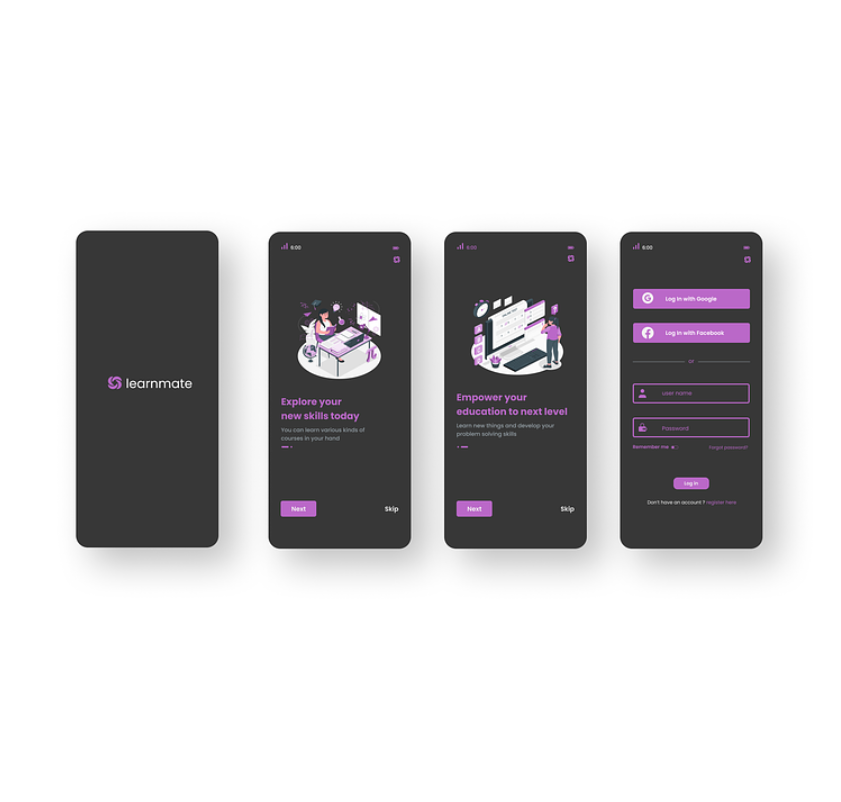 learnmate
9:00
Explore your
new skills today
You can learn various kinds of
courses in your hand
Next
Skip
9:00
Empower your
education to next level
Learn new things and develop your
problem solving skills
Next
Skip
9:00
Log in with Google
Log in with Facebook
or
user name
Password
Remember me
Forgot password?
Log in
Don't have an account ? register here